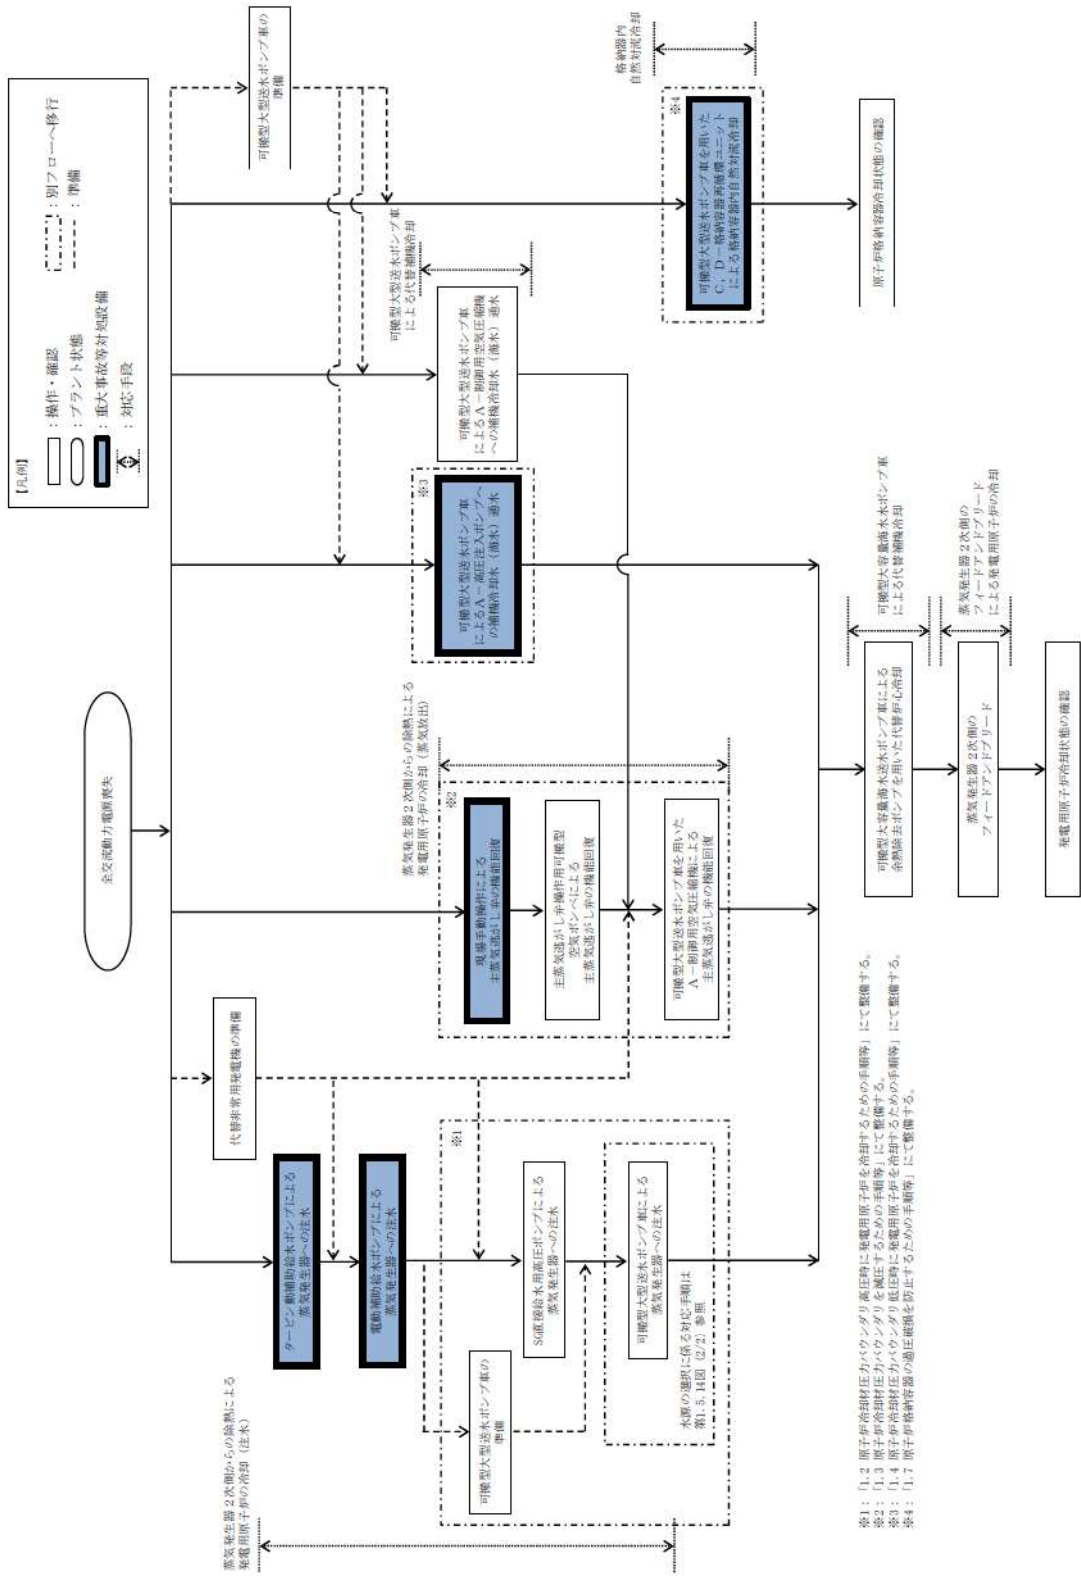 【凡例】
：操作・確認
：プラント状態
：重大事故等対処設備
：対応手段
：別フローへ移行
：準備
全交流動力電源喪失
蒸気発生器２次側からの除熱による
発電用原子炉の冷却（注水）
タービン動補助給水ポンプによる
蒸気発生器への注水
電動補助給水ポンプによる
蒸気発生器への注水
代替非常用発電機の準備
可搬型大型送水ポンプ車の
準備
※1
SG直接給水用高圧ポンプによる
蒸気発生器への注水
可搬型大型送水ポンプ車による
蒸気発生器への注水
水源の選択に係る対応手順は
第1.5.14図（2/2）参照
蒸気発生器２次側からの除熱による
発電用原子炉の冷却（蒸気放出）
※2
現場手動操作による
主蒸気逃がし弁の機能回復
主蒸気逃がし弁操作用可搬型
空気ボンベによる
主蒸気逃がし弁の機能回復
可搬型大型送水ポンプ車を用いた
Ａ－制御用空気圧縮機による
主蒸気逃がし弁の機能回復
※3
可搬型大型送水ポンプ車
によるＡ－高圧注入ポンプへ
の補機冷却水（海水）通水
可搬型大型送水ポンプ車
によるＡ－制御用空気圧縮機
への補機冷却水（海水）通水
可搬型大型送水ポンプ車
による代替補機冷却
可搬型大型送水ポンプ車の
準備
※4
可搬型大型送水ポンプ車を用いた
Ｃ，Ｄ－格納容器再循環ユニット
による格納容器内自然対流冷却
格納容器内
自然対流冷却
原子炉格納容器冷却状態の確認
可搬型大容量海水送水ポンプ車による
余熱除去ポンプを用いた代替炉心冷却
可搬型大容量海水水ポンプ車
による代替補機冷却
蒸気発生器２次側の
フィードアンドブリード
蒸気発生器２次側の
フィードアンドブリード
による発電用原子炉の冷却
発電用原子炉冷却状態の確認
※1：「1.2 原子炉冷却材圧力バウンダリ高圧時に発電用原子炉を冷却するための手順等」にて整備する。
※2：「1.3 原子炉冷却材圧力バウンダリを減圧するための手順等」にて整備する。
※3：「1.4 原子炉冷却材圧力バウンダリ低圧時に発電用原子炉を冷却するための手順等」にて整備する。
※4：「1.7 原子炉格納容器の過圧破損を防止するための手順等」にて整備する。